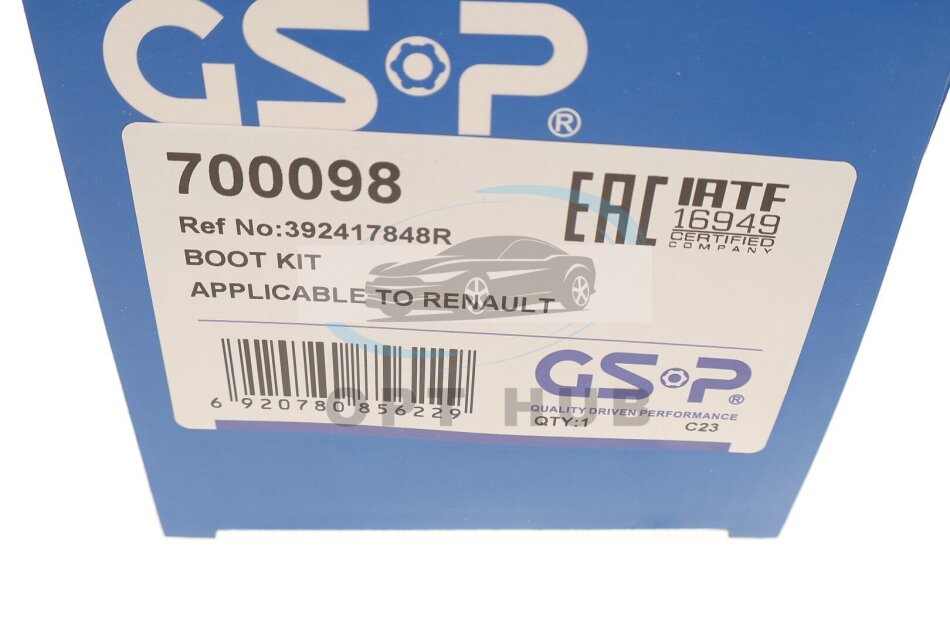 GSP®
700098
Ref No:392417848R
BOOT KIT
APPLICABLE TO RENAULT
EAC
IATF
16949
CERTIFIED
COMPANY
6 920780 856229
GSP®
QUALITY DRIVEN PERFORMANCE
QTY:1
C23
OPT HUB